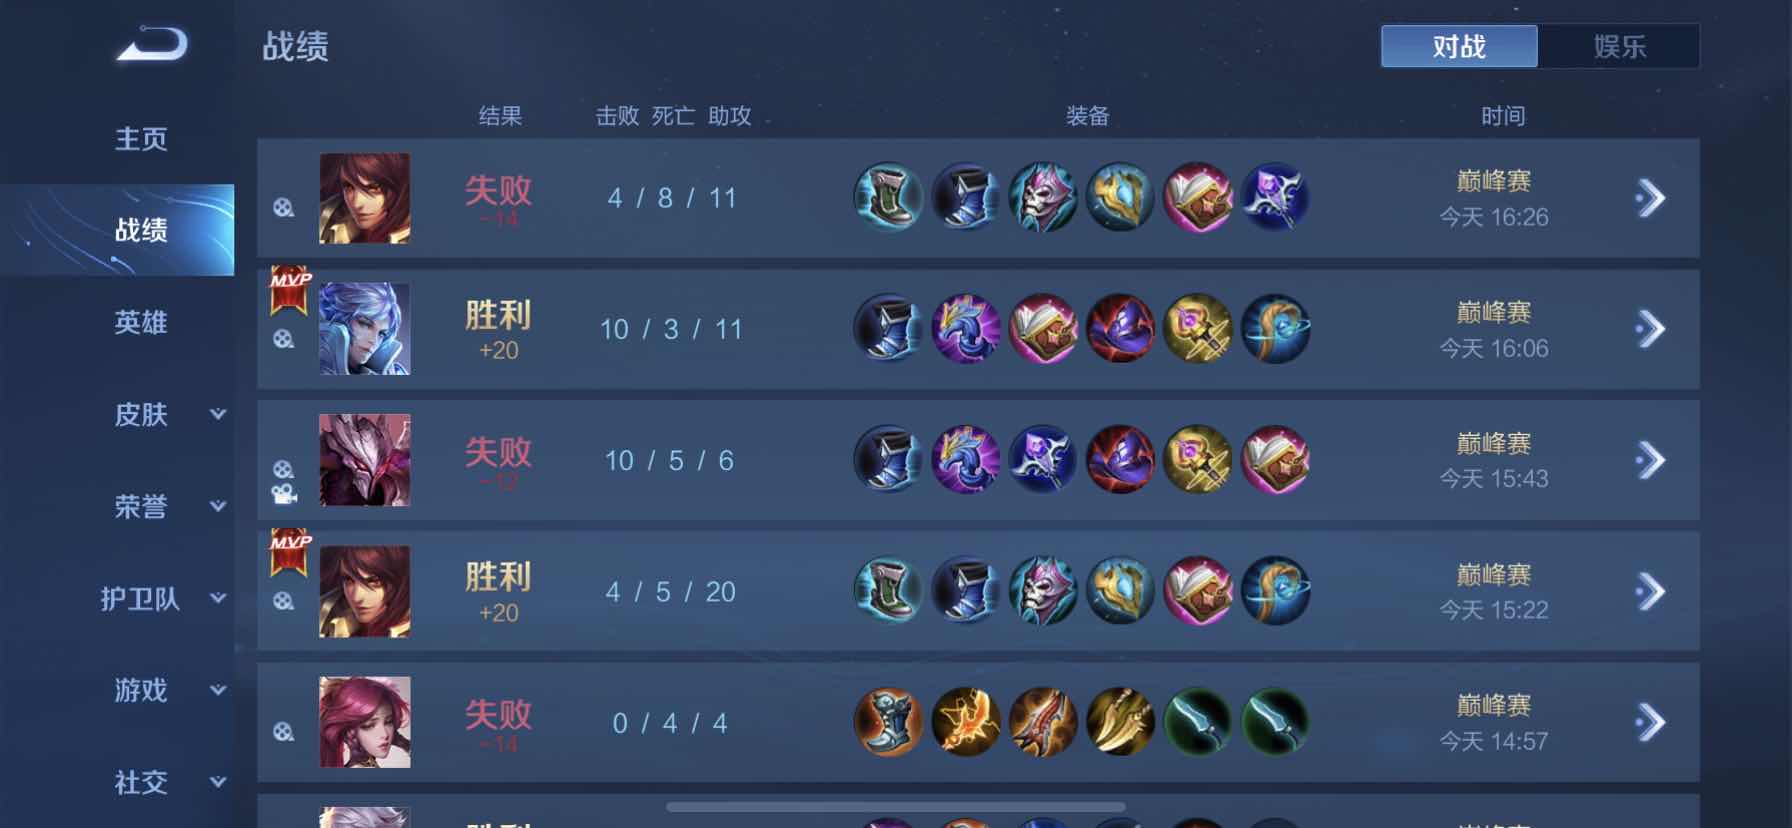 战绩
对战 娱乐
主页
战绩
英雄
皮肤
荣誉
护卫队
游戏
社交
结果 击败 死亡 助攻 装备 时间
失败 4 / 8 / 11 巅峰赛
-14 今天 16:26
MVP
胜利 10 / 3 / 11 巅峰赛
+20 今天 16:06
失败 10 / 5 / 6 巅峰赛
-12 今天 15:43
MVP
胜利 4 / 5 / 20 巅峰赛
+20 今天 15:22
失败 0 / 4 / 4 巅峰赛
-14 今天 14:57